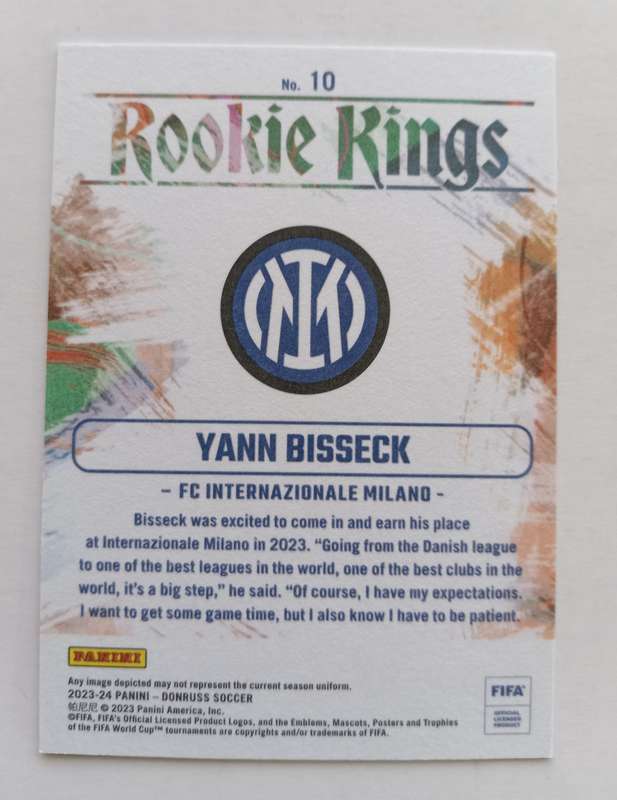 No. 10
Rookie Kings
YANN BISSECK
– FC INTERNAZIONALE MILANO -
Bisseck was excited to come in and earn his place
at Internazionale Milano in 2023. “Going from the Danish league
to one of the best leagues in the world, one of the best clubs in the
world, it’s a big step,” he said. “Of course, I have my expectations.
I want to get some game time, but I also know I have to be patient.
PANINI
Any image depicted may not represent the current season uniform.
2023-24 PANINI – DONRUSS SOCCER
帕尼尼 © 2023 Panini America, Inc.
©FIFA, FIFA’s Official Licensed Product Logos, and the Emblems, Mascots, Posters and Trophies
of the FIFA World Cup™ tournaments are copyrights and/or trademarks of FIFA.
FIFA®
OFFICIAL
LICENSED
PRODUCT